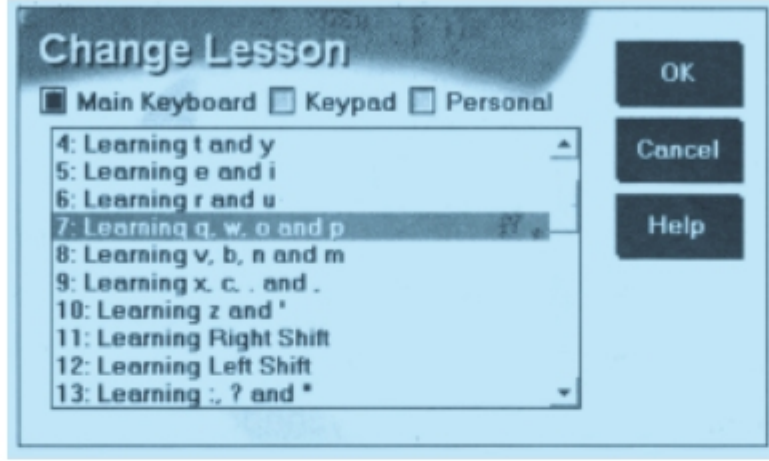 Change Lesson
Main Keyboard Keypad Personal
4: Learning t and y
5: Learning e and i
6: Learning r and u
7: Learning q, w, o and p
8: Learning v, b, n and m
9: Learning x, c, . and .
10: Learning z and '
11: Learning Right Shift
12: Learning Left Shift
13: Learning :, ? and "
OK
Cancel
Help